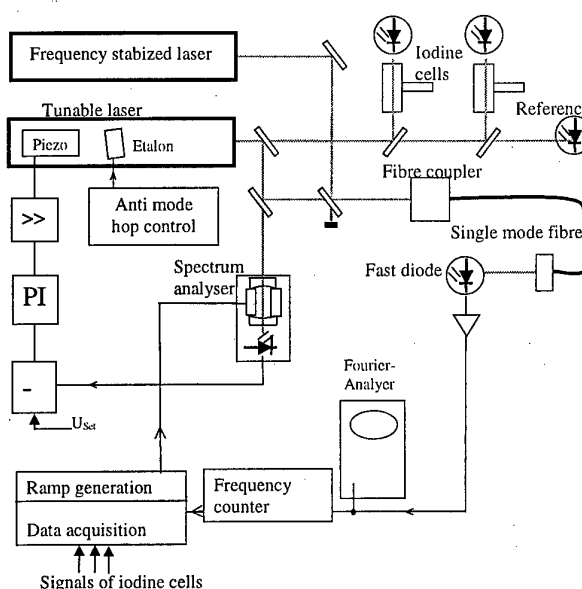 Frequency stabized laser
Iodine
cells
Tunable laser
Piezo
Etalon
Referenc
Anti mode
hop control
Fibre coupler
>>
Single mode fibre
Spectrum
analyser
Fast diode
PI
Fourier-
Analyer
-
USet
Ramp generation
Data acquisition
Frequency
counter
Signals of iodine cells